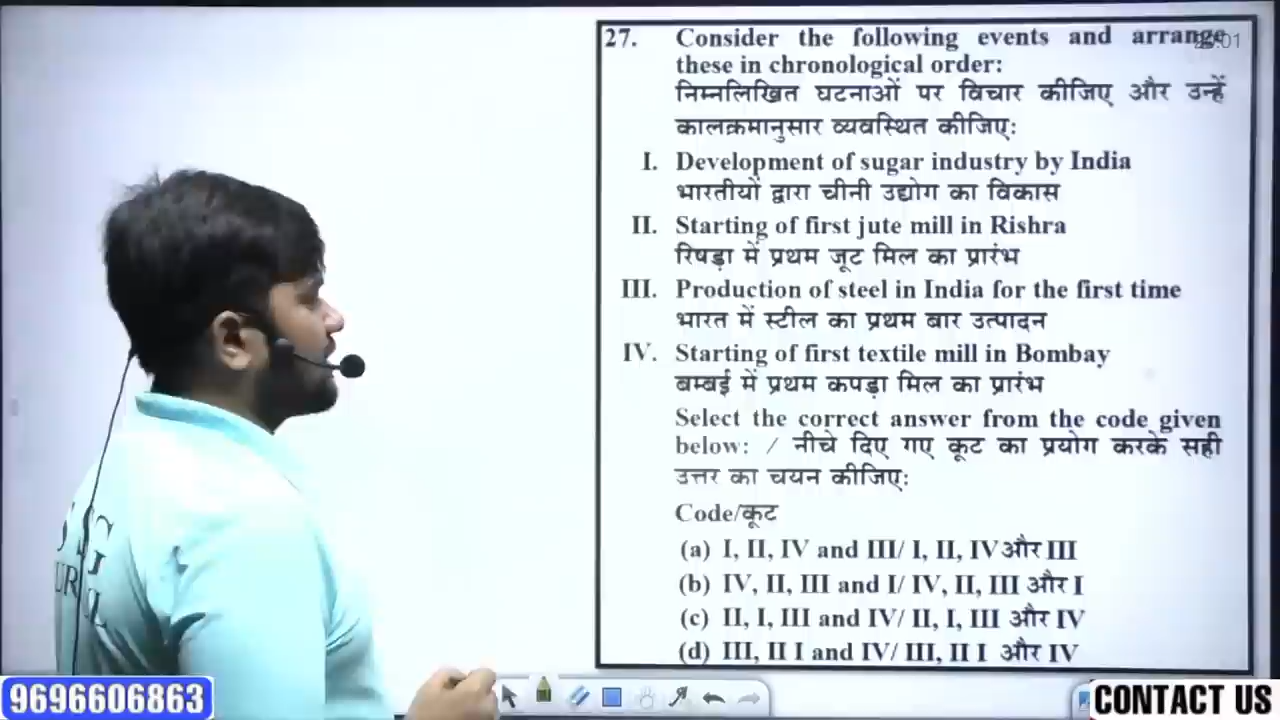 27. Consider the following events and arrange
these in chronological order:
निम्नलिखित घटनाओं पर विचार कीजिए और उन्हें
कालक्रमानुसार व्यवस्थित कीजिए:
I. Development of sugar industry by India
भारतीयों द्वारा चीनी उद्योग का विकास
II. Starting of first jute mill in Rishra
रिषड़ा में प्रथम जूट मिल का प्रारंभ
III. Production of steel in India for the first time
भारत में स्टील का प्रथम बार उत्पादन
IV. Starting of first textile mill in Bombay
बम्बई में प्रथम कपड़ा मिल का प्रारंभ
Select the correct answer from the code given
below: / नीचे दिए गए कूट का प्रयोग करके सही
उत्तर का चयन कीजिए:
Code/कूट
(a) I, II, IV and III/ I, II, IV और III
(b) IV, II, III and I/ IV, II, III और I
(c) II, I, III and IV/ II, I, III और IV
(d) III, II I and IV/ III, II I और IV
9696606863
CONTACT US